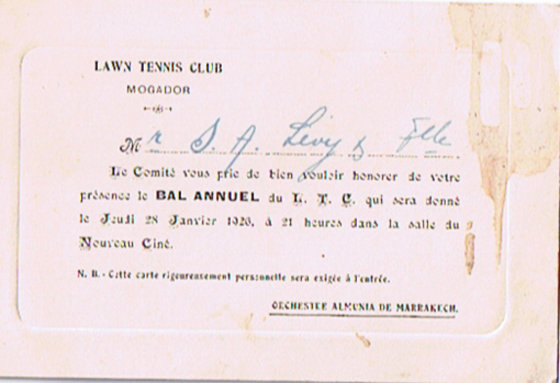 LAWN TENNIS CLUB
MOGADOR
Mr S. A. Lévy & Flle
Le Comité vous prie de bien vouloir honorer de votre
présence le BAL ANNUEL du L. T. C. qui sera donné
le Jeudi 28 Janvier 1926, à 21 heures dans la salle du
Nouveau Ciné.
N. B. - Cette carte rigoureusement personnelle sera exigée à l'entrée.
ORCHESTRE ALMUNIA DE MARRAKECH.